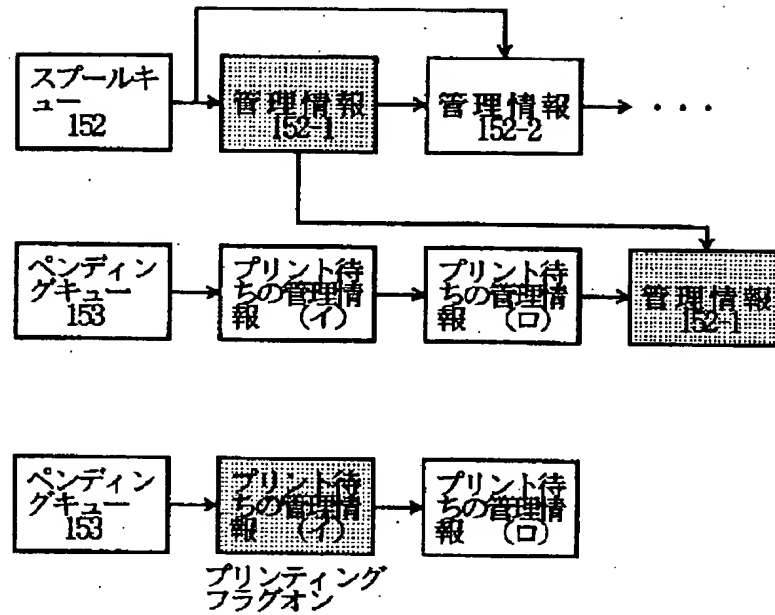 スプールキ
ュー
152
管理情報
152-1
管理情報
152-2
・・・
ペンディン
グキュー
153
プリント待
ちの管理情
報 (イ)
プリント待
ちの管理情
報 (ロ)
管理情報
152-1
ペンディン
グキュー
153
プリント待
ちの管理情
報 (イ)
プリント待
ちの管理情
報 (ロ)
プリンティング
フラグオン